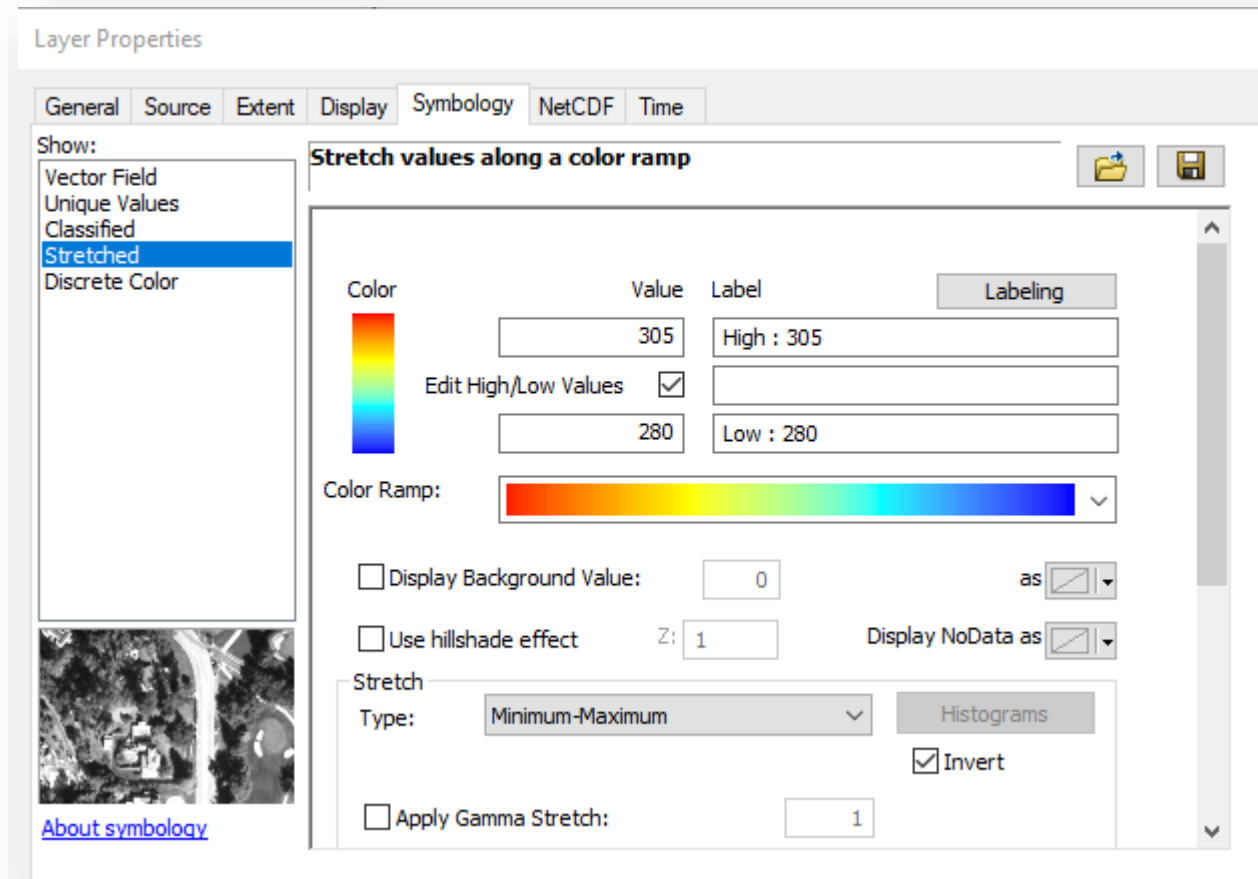 Layer Properties
General Source Extent Display Symbology NetCDF Time
Show:
Vector Field
Unique Values
Classified
Stretched
Discrete Color
About symbology
Stretch values along a color ramp
Color Value Label Labeling
305 High : 305
Edit High/Low Values
280 Low : 280
Color Ramp:
Display Background Value: 0 as
Use hillshade effect Z: 1 Display NoData as
Stretch
Type: Minimum-Maximum Histograms
Invert
Apply Gamma Stretch: 1